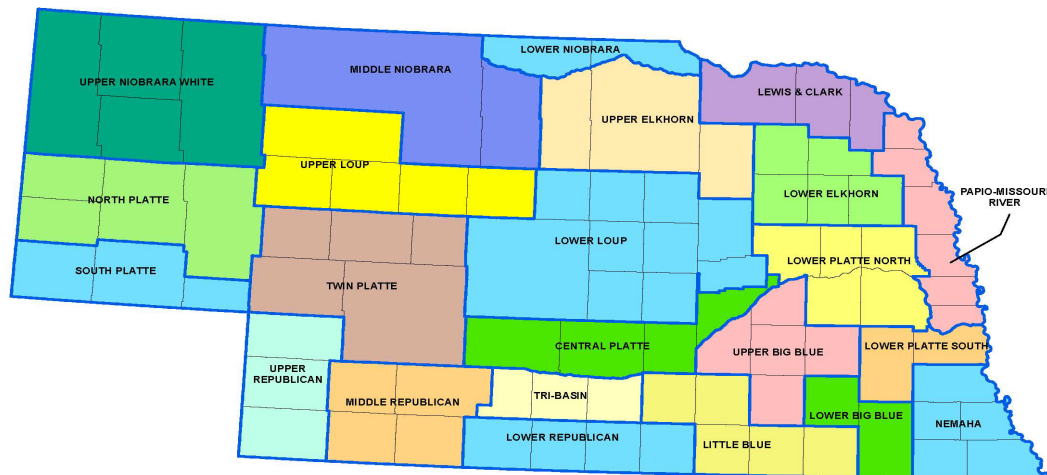 LOWER NIOBRARA
MIDDLE NIOBRARA
UPPER NIOBRARA WHITE
LEWIS & CLARK
UPPER ELKHORN
UPPER LOUP
LOWER ELKHORN
PAPIO-MISSOURI
RIVER
NORTH PLATTE
LOWER LOUP
LOWER PLATTE NORTH
SOUTH PLATTE
TWIN PLATTE
CENTRAL PLATTE
UPPER BIG BLUE
LOWER PLATTE SOUTH
UPPER
REPUBLICAN
TRI-BASIN
MIDDLE REPUBLICAN
LOWER BIG BLUE
NEMAHA
LOWER REPUBLICAN
LITTLE BLUE